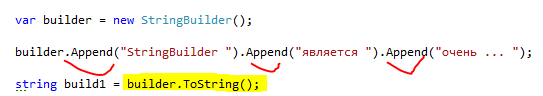 var builder = new StringBuilder();
builder.Append("StringBuilder ").Append("является ").Append("очень ... ");
string build1 = builder.ToString();